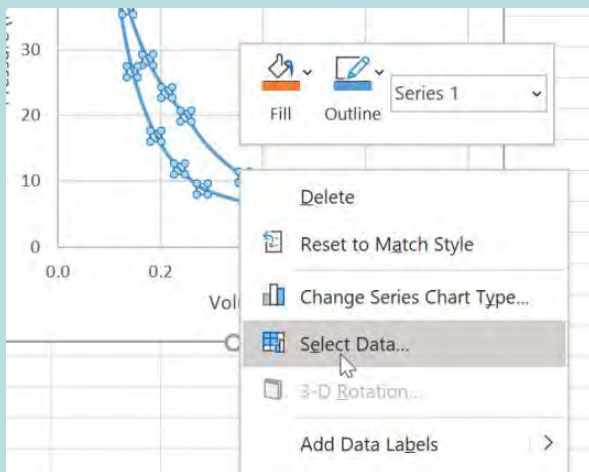 30
20
10
0
0.0
0.2
Series 1
Fill
Outline
Delete
Reset to Match Style
Change Series Chart Type...
Select Data...
3-D Rotation...
Add Data Labels